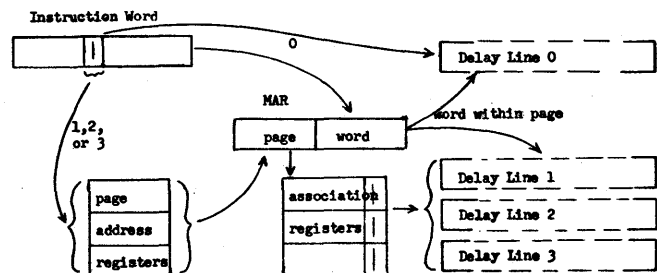 Instruction Word
0
Delay Line 0
MAR
word within page
1,2,
or 3
page word
Delay Line 1
page
association
address
registers
Delay Line 2
registers
Delay Line 3